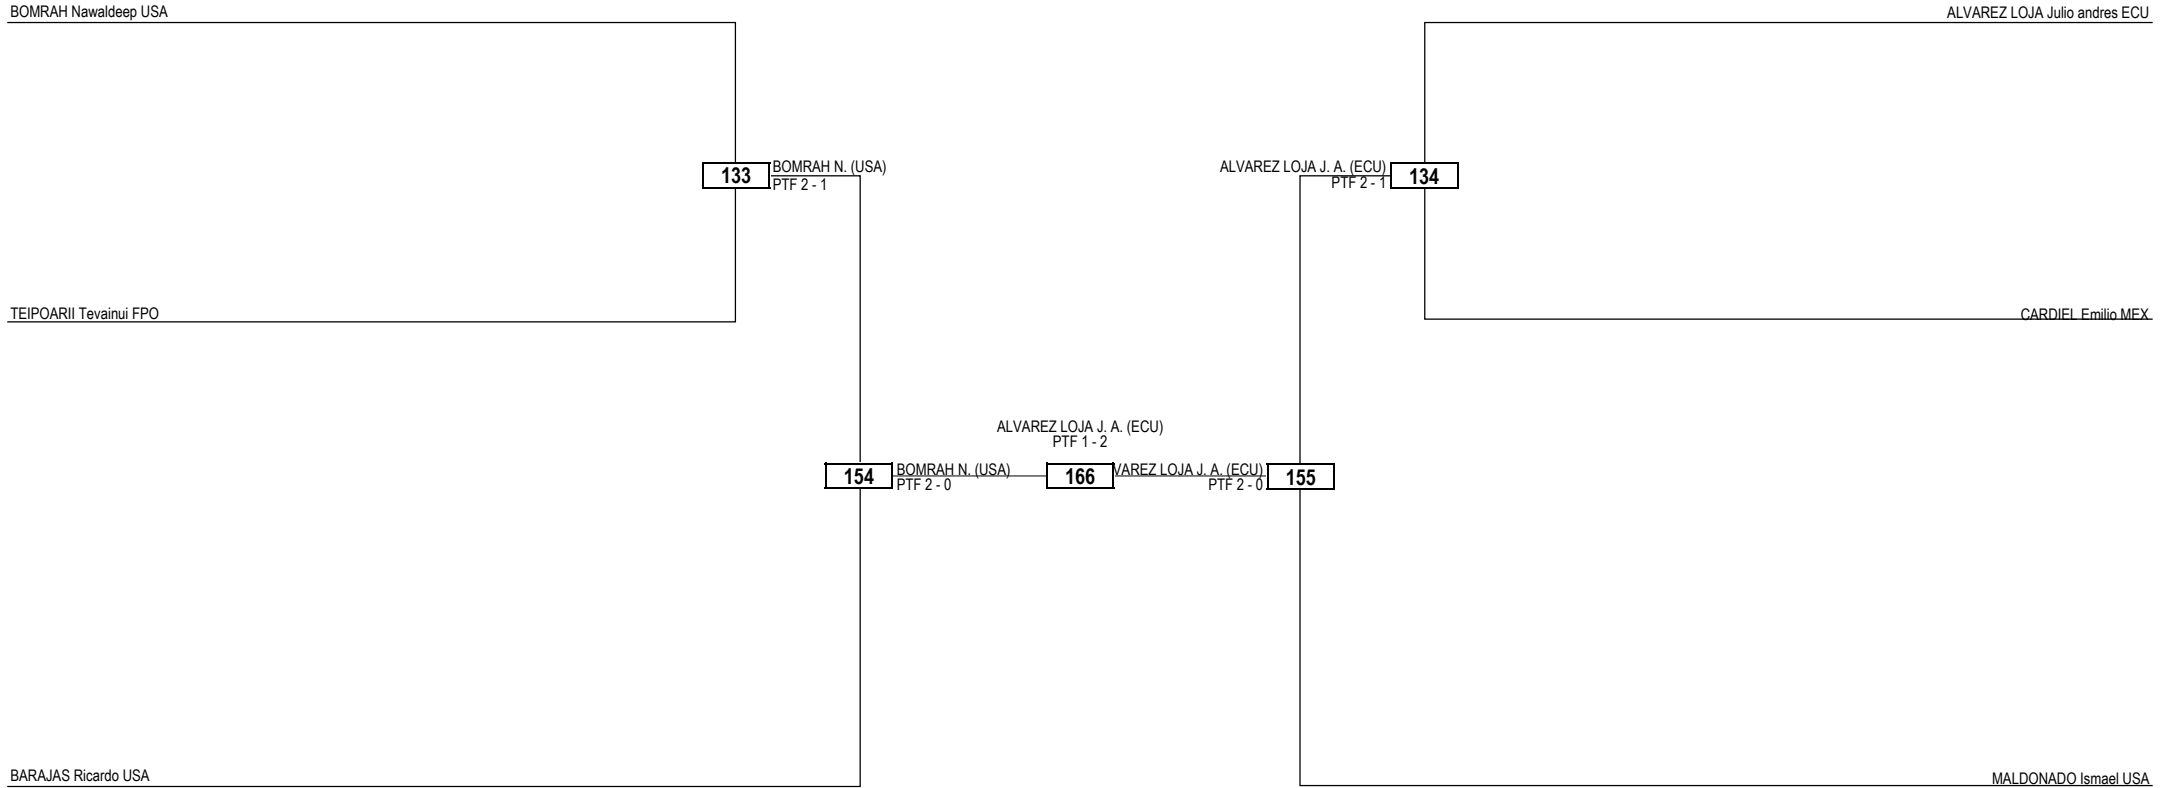 BOMRAH Nawaldeep USA
ALVAREZ LOJA Julio andres ECU
133
BOMRAH N. (USA)
PTF 2 - 1
ALVAREZ LOJA J. A. (ECU)
PTF 2 - 1
134
TEIPOARII Tevainui FPO
CARDIEL Emilio MEX
ALVAREZ LOJA J. A. (ECU)
PTF 1 - 2
154
BOMRAH N. (USA)
PTF 2 - 0
166
VAREZ LOJA J. A. (ECU)
PTF 2 - 0
155
BARAJAS Ricardo USA
MALDONADO Ismael USA